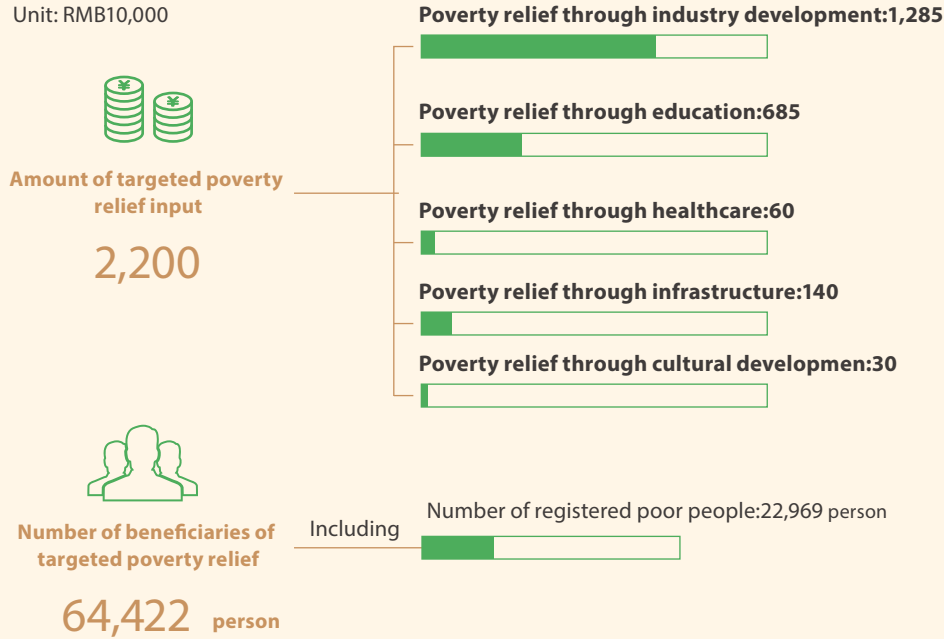 Unit: RMB10,000
Amount of targeted poverty
relief input
2,200
Poverty relief through industry development:1,285
Poverty relief through education:685
Poverty relief through healthcare:60
Poverty relief through infrastructure:140
Poverty relief through cultural developmen:30
Number of beneficiaries of
targeted poverty relief
64,422 person
Including
Number of registered poor people:22,969 person